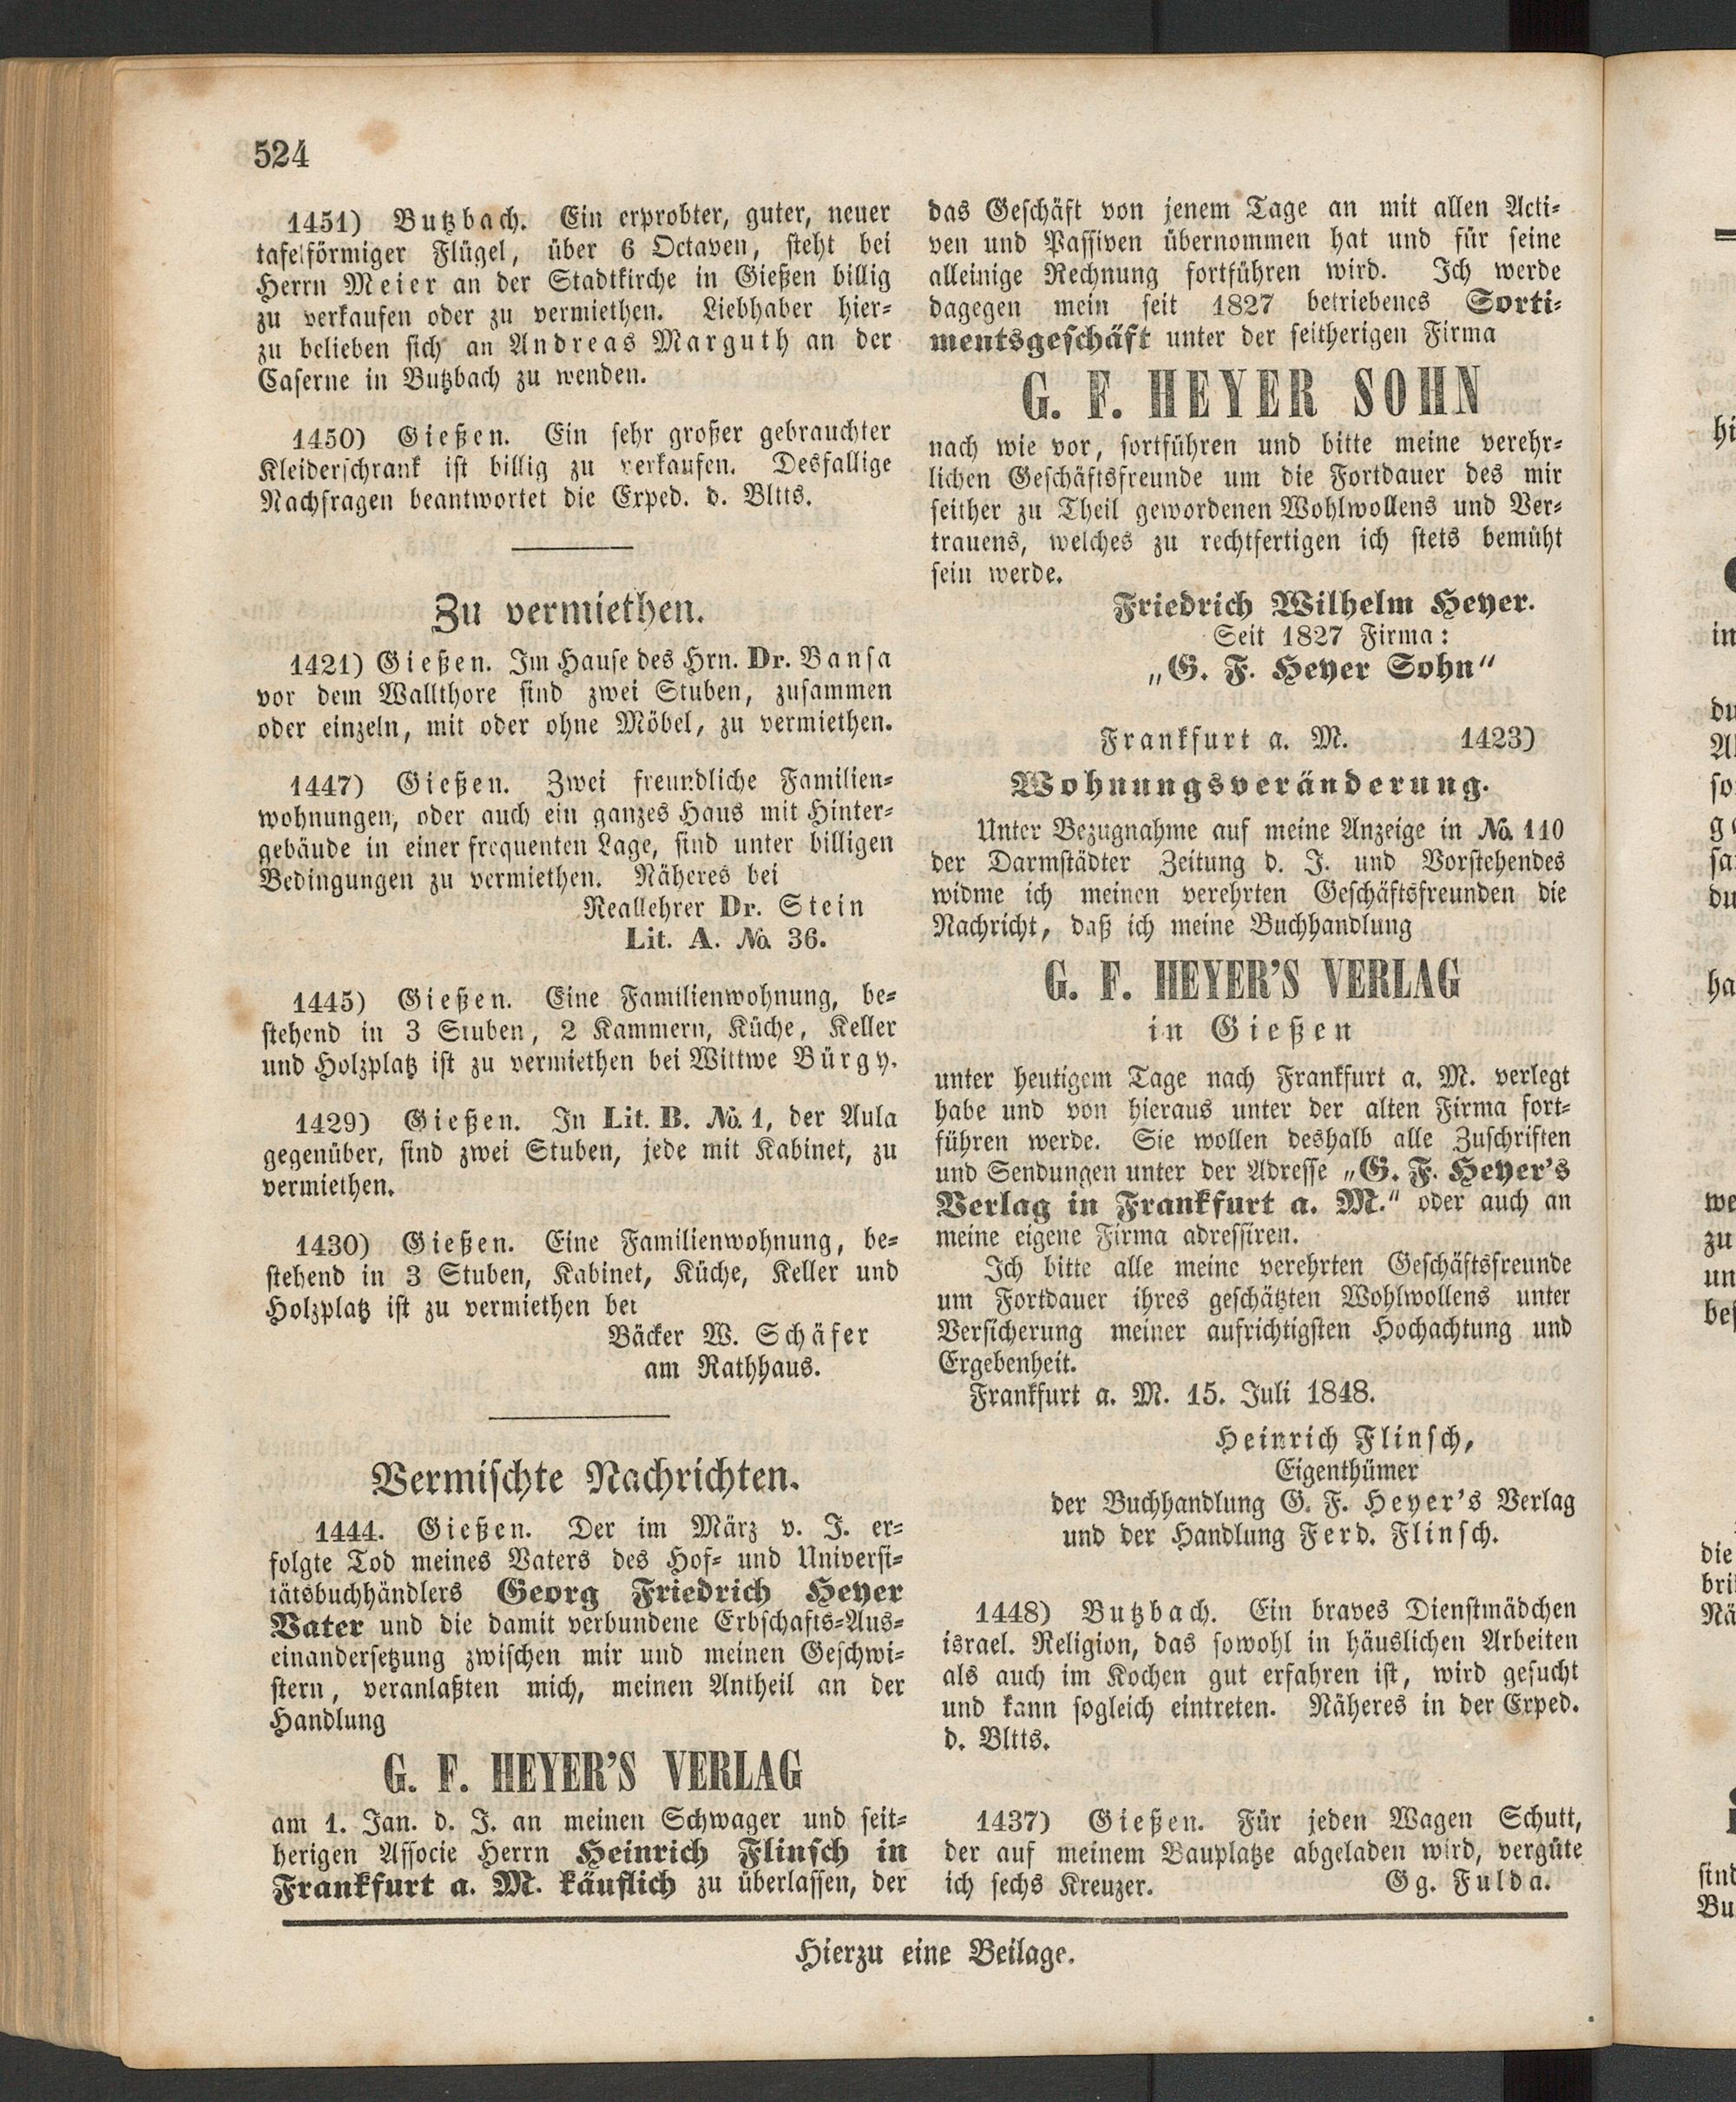 524
1451) Butzbach. Ein erprobter, guter, neuer
tafelförmiger Flügel, über 6 Octaven, steht bei
Herrn Meier an der Stadtkirche in Gießen billig
zu verkaufen oder zu vermiethen. Liebhaber hier-
zu belieben sich an Andreas Marguth an der
Caserne in Butzbach zu wenden.
1450) Gießen. Ein sehr großer gebrauchter
Kleiderschrank ist billig zu verkaufen. Desfallige
Nachfragen beantwortet die Exped. d. Bltts.
Zu vermiethen.
1421) Gießen. Im Hause des Hrn. Dr. Bansa
vor dem Wallthore sind zwei Stuben, zusammen
oder einzeln, mit oder ohne Möbel, zu vermiethen.
1447) Gießen. Zwei freundliche Familien-
wohnungen, oder auch ein ganzes Haus mit Hinter-
gebäude in einer frequenten Lage, sind unter billigen
Bedingungen zu vermiethen. Näheres bei
Reallehrer Dr. Stein
Lit. A. No. 36.
1445) Gießen. Eine Familienwohnung, be-
stehend in 3 Stuben, 2 Kammern, Küche, Keller
und Holzplatz ist zu vermiethen bei Wittwe Bürgy.
1429) Gießen. In Lit. B. No. 1, der Aula
gegenüber, sind zwei Stuben, jede mit Kabinet, zu
vermiethen.
1430) Gießen. Eine Familienwohnung, be-
stehend in 3 Stuben, Kabinet, Küche, Keller und
Holzplatz ist zu vermiethen bei
Bäcker W. Schäfer
am Rathhaus.
Vermischte Nachrichten.
1444. Gießen. Der im März v. J. er-
folgte Tod meines Vaters des Hof- und Universi-
tätsbuchhändlers Georg Friedrich Heyer
Vater und die damit verbundene Erbschafts-Aus-
einandersetzung zwischen mir und meinen Geschwi-
stern, veranlaßten mich, meinen Antheil an der
Handlung
G. F. HEYER'S VERLAG
am 1. Jan. d. J. an meinen Schwager und seit-
herigen Associe Herrn Heinrich Flinsch in
Frankfurt a. M. käuflich zu überlassen, der
das Geschäft von jenem Tage an mit allen Acti-
ven und Passiven übernommen hat und für seine
alleinige Rechnung fortführen wird. Ich werde
dagegen mein seit 1827 betriebenes Sorti-
mentsgeschäft unter der seitherigen Firma
G. F. HEYER SOHN
nach wie vor, fortführen und bitte meine verehr-
lichen Geschäftsfreunde um die Fortdauer des mir
seither zu Theil gewordenen Wohlwollens und Ver-
trauens, welches zu rechtfertigen ich stets bemüht
sein werde.
Friedrich Wilhelm Heyer.
Seit 1827 Firma:
„G. F. Heyer Sohn“
Frankfurt a. M. 1423)
Wohnungsveränderung.
Unter Bezugnahme auf meine Anzeige in No. 110
der Darmstädter Zeitung d. J. und Vorstehendes
widme ich meinen verehrten Geschäftsfreunden die
Nachricht, daß ich meine Buchhandlung
G. F. HEYER'S VERLAG
in Gießen
unter heutigem Tage nach Frankfurt a. M. verlegt
habe und von hieraus unter der alten Firma fort-
führen werde. Sie wollen deshalb alle Zuschriften
und Sendungen unter der Adresse „G. F. Heyer's
Verlag in Frankfurt a. M.“ oder auch an
meine eigene Firma adressiren.
Ich bitte alle meine verehrten Geschäftsfreunde
um Fortdauer ihres geschätzten Wohlwollens unter
Versicherung meiner aufrichtigsten Hochachtung und
Ergebenheit.
Frankfurt a. M. 15. Juli 1848.
Heinrich Flinsch,
Eigenthümer
der Buchhandlung G. F. Heyer's Verlag
und der Handlung Ferd. Flinsch.
1448) Butzbach. Ein braves Dienstmädchen
israel. Religion, das sowohl in häuslichen Arbeiten
als auch im Kochen gut erfahren ist, wird gesucht
und kann sogleich eintreten. Näheres in der Exped.
d. Bltts.
1437) Gießen. Für jeden Wagen Schutt,
der auf meinem Bauplatze abgeladen wird, vergüte
ich sechs Kreuzer. Gg. Fulda.
Hierzu eine Beilage.